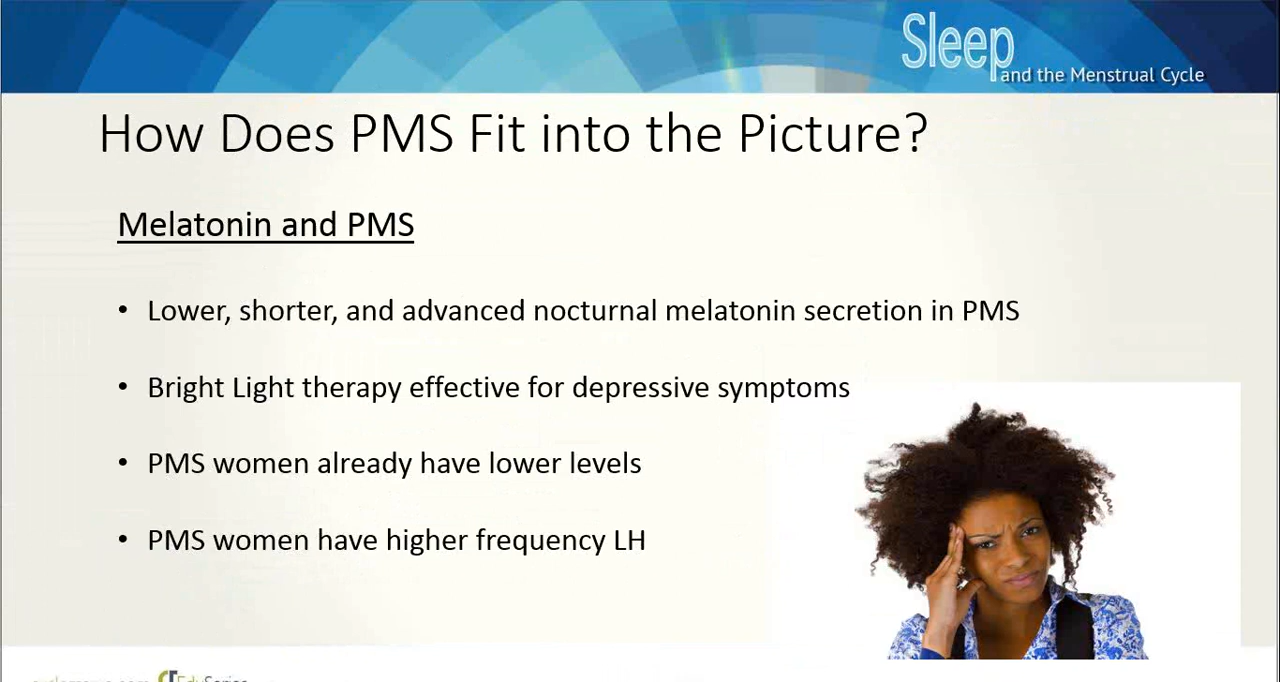 Sleep
and the Menstrual Cycle
How Does PMS Fit into the Picture?
Melatonin and PMS
• Lower, shorter, and advanced nocturnal melatonin secretion in PMS
• Bright Light therapy effective for depressive symptoms
• PMS women already have lower levels
• PMS women have higher frequency LH